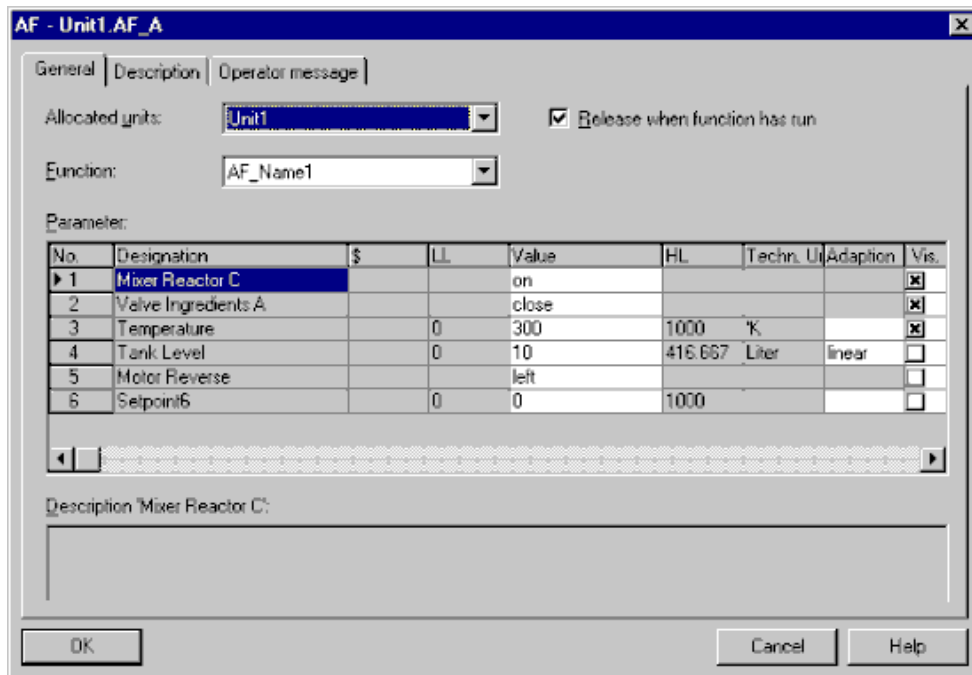 AF - Unit1.AF_A
General Description Operator message
Allocated units: Unit1 Release when function has run
Function: AF_Name1
Parameter:
No. Designation $ LL Value HL Techn. Ui Adaption Vis.
1 Mixer Reactor C on
2 Valve Ingredients A close
3 Temperature 0 300 1000 °K
4 Tank Level 0 10 416.667 Liter linear
5 Motor Reverse left
6 Setpoint6 0 0 1000
Description 'Mixer Reactor C':
OK Cancel Help